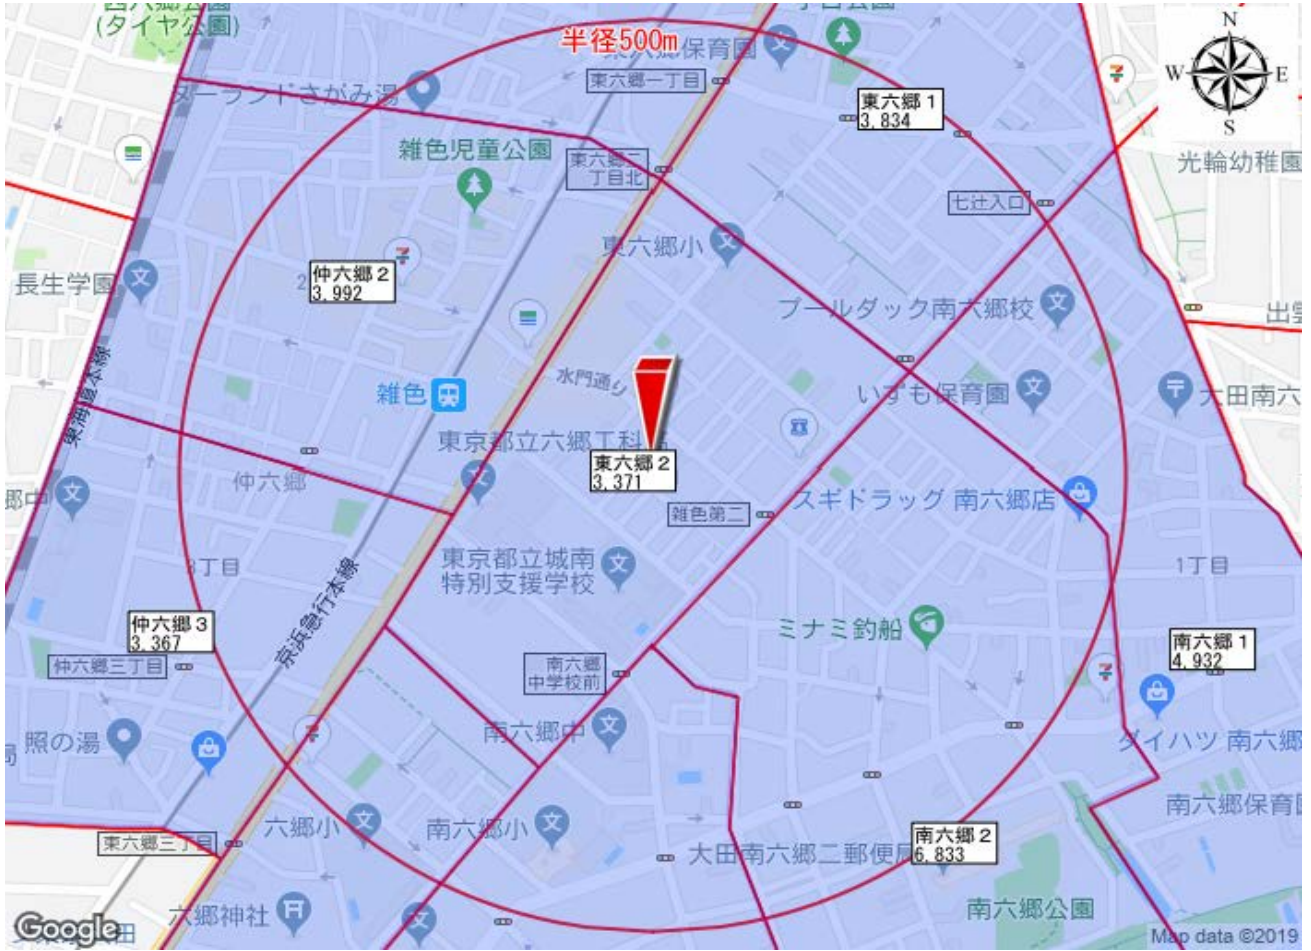 (タイヤ公園)
半径500m
東六郷保育園
東六郷一丁目
ヌーランドさがみ湯
東六郷 1
3,834
雑色児童公園
東六郷二
丁目北
光輪幼稚園
七辻入口
東六郷小
仲六郷 2
3,992
長生学園
プールダック南六郷校
水門通り
雑色
いずも保育園
大田南六
東海道本線
東京都立六郷工科高
東六郷 2
3,371
仲六郷
郷中
スギドラッグ 南六郷店
雑色第二
東京都立城南
特別支援学校
3丁目
1丁目
京浜急行本線
仲六郷 3
3,367
仲六郷三丁目
ミナミ釣船
南六郷 1
4,932
南六郷
中学校前
南六郷中
照の湯
ダイハツ 南六郷
南六郷保育園
六郷小
南六郷小
東六郷三丁目
大田南六郷二郵便局
南六郷 2
6,833
六郷神社
南六郷公園
Google
Map data ©2019
N
W
E
S